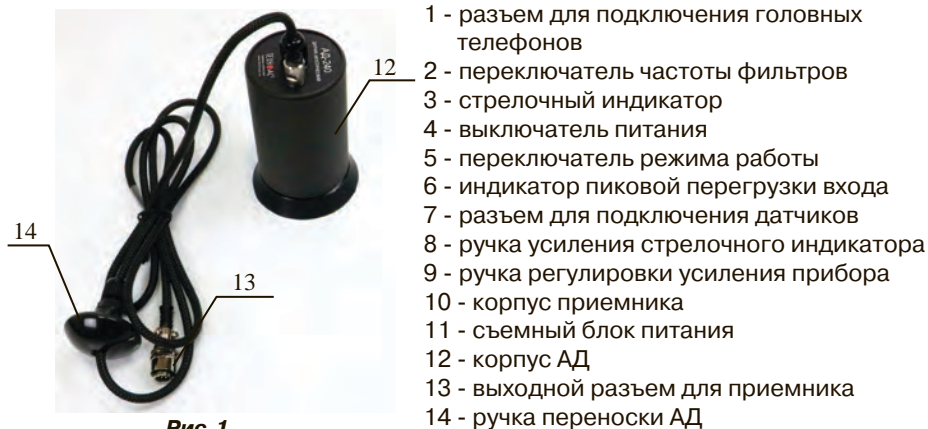 1 - разъем для подключения головных
телефонов
2 - переключатель частоты фильтров
3 - стрелочный индикатор
4 - выключатель питания
5 - переключатель режима работы
6 - индикатор пиковой перегрузки входа
7 - разъем для подключения датчиков
8 - ручка усиления стрелочного индикатора
9 - ручка регулировки усиления прибора
10 - корпус приемника
11 - съемный блок питания
12 - корпус АД
13 - выходной разъем для приемника
14 - ручка переноски АД
12
14
13
АД-240
Рис. 1